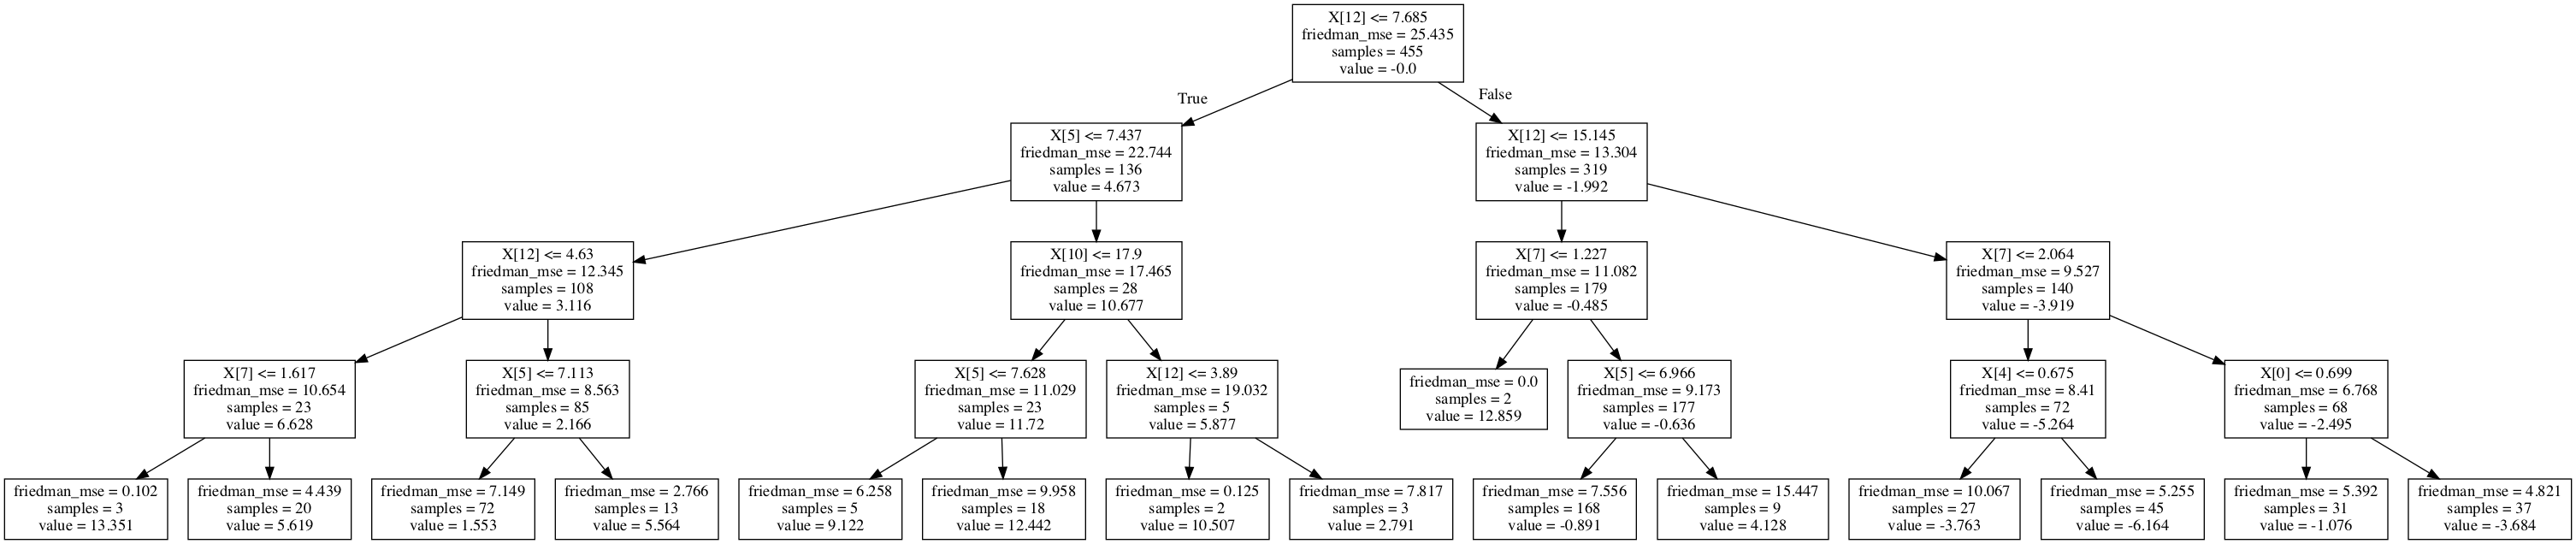 X[12] <= 7.685
friedman_mse = 25.435
samples = 455
value = -0.0
True
False
X[5] <= 7.437
friedman_mse = 22.744
samples = 136
value = 4.673
X[12] <= 15.145
friedman_mse = 13.304
samples = 319
value = -1.992
X[12] <= 4.63
friedman_mse = 12.345
samples = 108
value = 3.116
X[10] <= 17.9
friedman_mse = 17.465
samples = 28
value = 10.677
X[7] <= 1.227
friedman_mse = 11.082
samples = 179
value = -0.485
X[7] <= 2.064
friedman_mse = 9.527
samples = 140
value = -3.919
X[7] <= 1.617
friedman_mse = 10.654
samples = 23
value = 6.628
X[5] <= 7.113
friedman_mse = 8.563
samples = 85
value = 2.166
X[5] <= 7.628
friedman_mse = 11.029
samples = 23
value = 11.72
X[12] <= 3.89
friedman_mse = 19.032
samples = 5
value = 5.877
friedman_mse = 0.0
samples = 2
value = 12.859
X[5] <= 6.966
friedman_mse = 9.173
samples = 177
value = -0.636
X[4] <= 0.675
friedman_mse = 8.41
samples = 72
value = -5.264
X[0] <= 0.699
friedman_mse = 6.768
samples = 68
value = -2.495
friedman_mse = 0.102
samples = 3
value = 13.351
friedman_mse = 4.439
samples = 20
value = 5.619
friedman_mse = 7.149
samples = 72
value = 1.553
friedman_mse = 2.766
samples = 13
value = 5.564
friedman_mse = 6.258
samples = 5
value = 9.122
friedman_mse = 9.958
samples = 18
value = 12.442
friedman_mse = 0.125
samples = 2
value = 10.507
friedman_mse = 7.817
samples = 3
value = 2.791
friedman_mse = 7.556
samples = 168
value = -0.891
friedman_mse = 15.447
samples = 9
value = 4.128
friedman_mse = 10.067
samples = 27
value = -3.763
friedman_mse = 5.255
samples = 45
value = -6.164
friedman_mse = 5.392
samples = 31
value = -1.076
friedman_mse = 4.821
samples = 37
value = -3.684